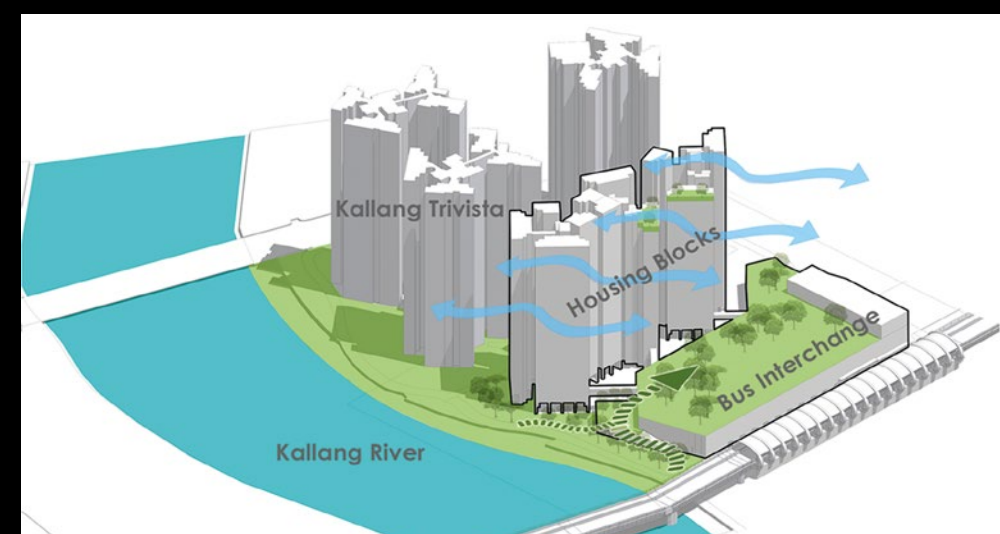 Kallang Trivista
Housing Blocks
Bus Interchange
Kallang River